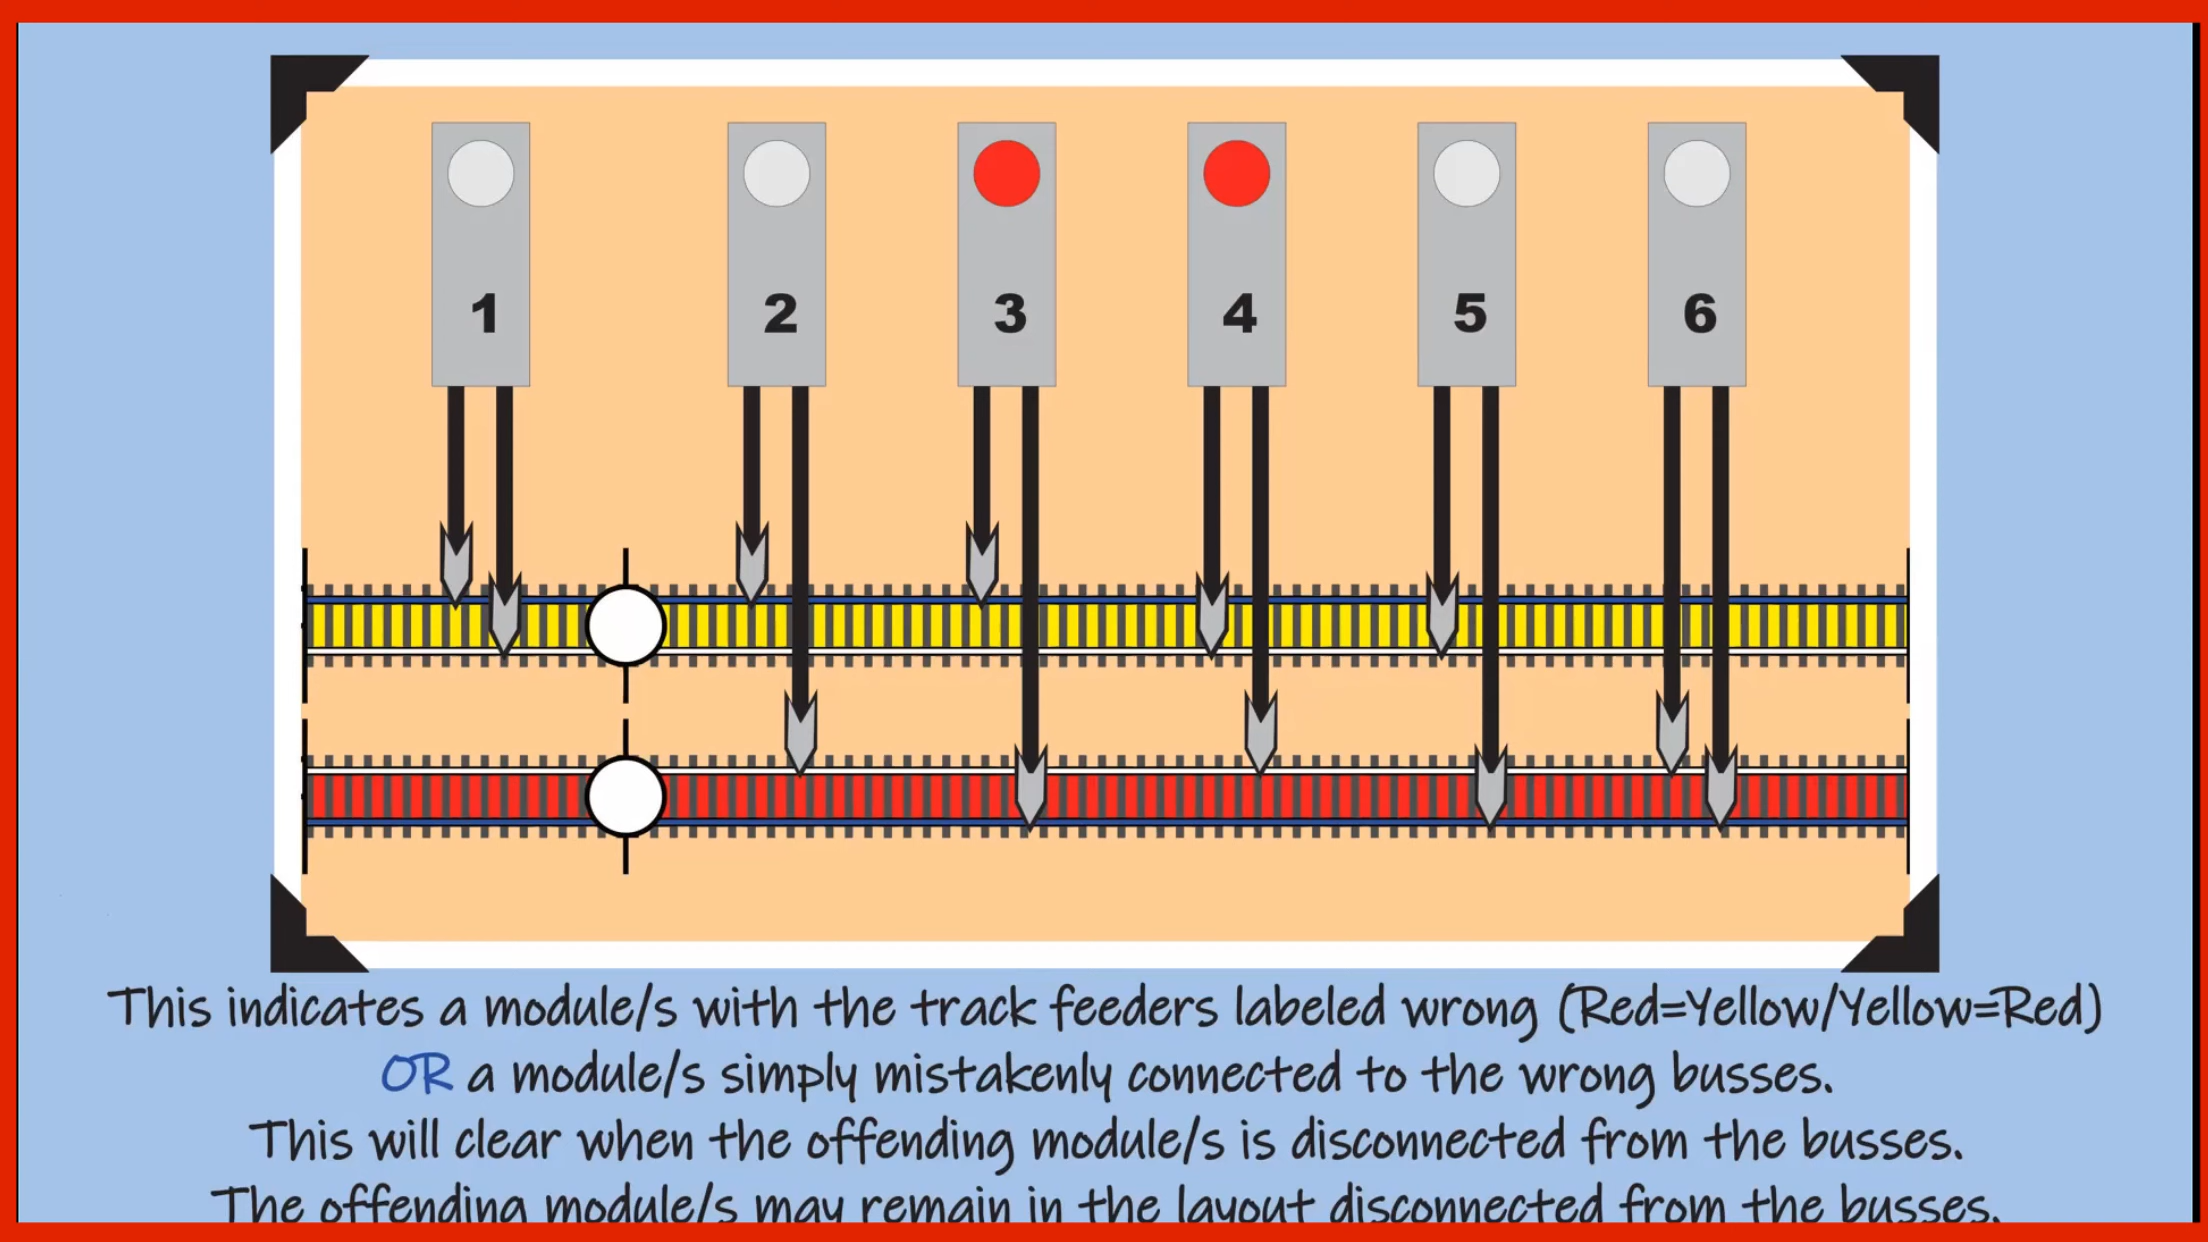 1 2 3 4 5 6
This indicates a module/s with the track feeders labeled wrong (Red=Yellow/Yellow=Red)
OR a module/s simply mistakenly connected to the wrong busses.
This will clear when the offending module/s is disconnected from the busses.
The offending module/s may remain in the layout disconnected from the busses.